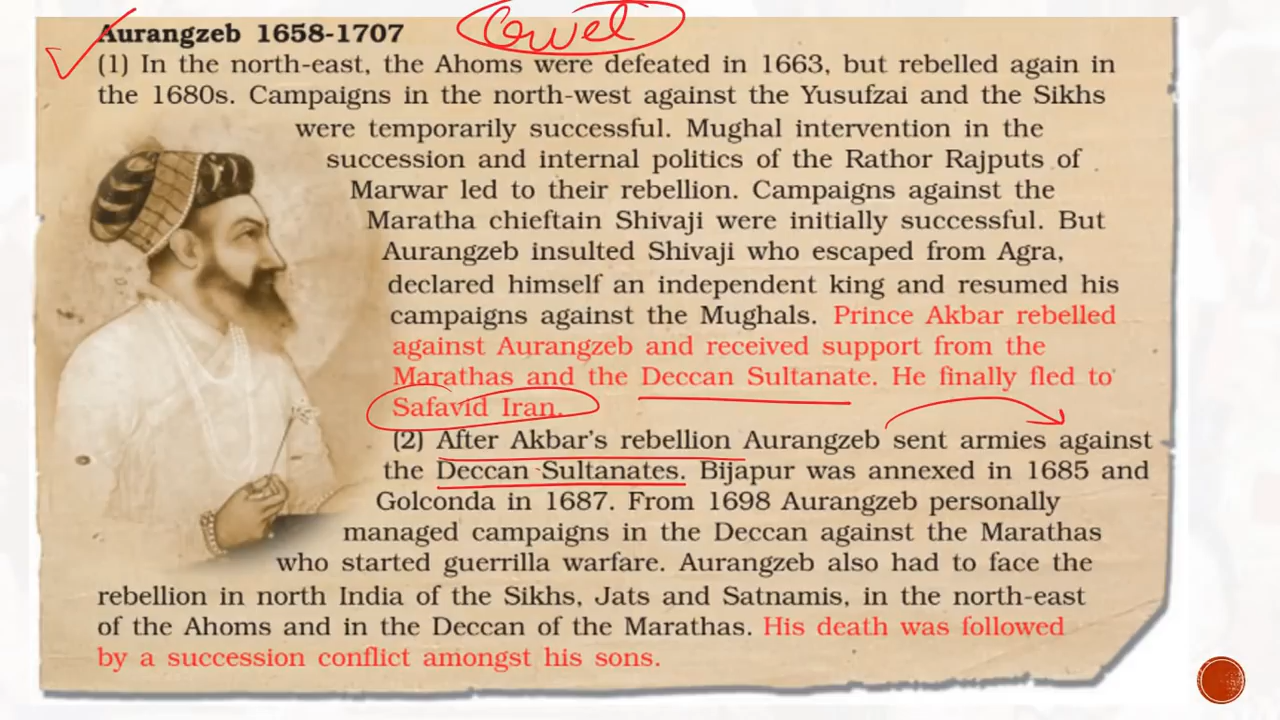 Aurangzeb 1658-1707
Cruel
(1) In the north-east, the Ahoms were defeated in 1663, but rebelled again in
the 1680s. Campaigns in the north-west against the Yusufzai and the Sikhs
were temporarily successful. Mughal intervention in the
succession and internal politics of the Rathor Rajputs of
Marwar led to their rebellion. Campaigns against the
Maratha chieftain Shivaji were initially successful. But
Aurangzeb insulted Shivaji who escaped from Agra,
declared himself an independent king and resumed his
campaigns against the Mughals. Prince Akbar rebelled
against Aurangzeb and received support from the
Marathas and the Deccan Sultanate. He finally fled to
Safavid Iran.
(2) After Akbar's rebellion Aurangzeb sent armies against
the Deccan Sultanates. Bijapur was annexed in 1685 and
Golconda in 1687. From 1698 Aurangzeb personally
managed campaigns in the Deccan against the Marathas
who started guerrilla warfare. Aurangzeb also had to face the
rebellion in north India of the Sikhs, Jats and Satnamis, in the north-east
of the Ahoms and in the Deccan of the Marathas. His death was followed
by a succession conflict amongst his sons.